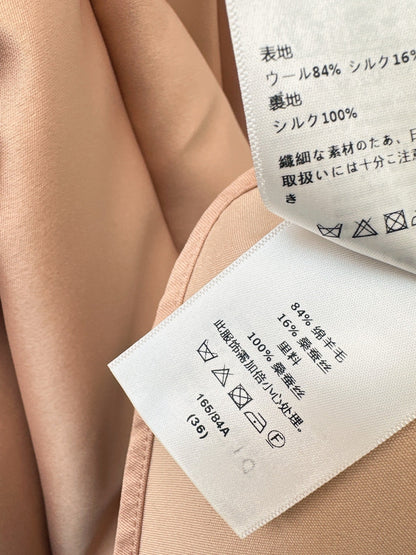 表地
ウール84% シルク16%
裏地
シルク100%
繊細な素材のため、日
取扱いには十分ご注
き
84% 绵羊毛
16% 桑蚕丝
里料
100% 桑蚕丝
此服饰需加倍小心处理。
165/84A
(36)
10